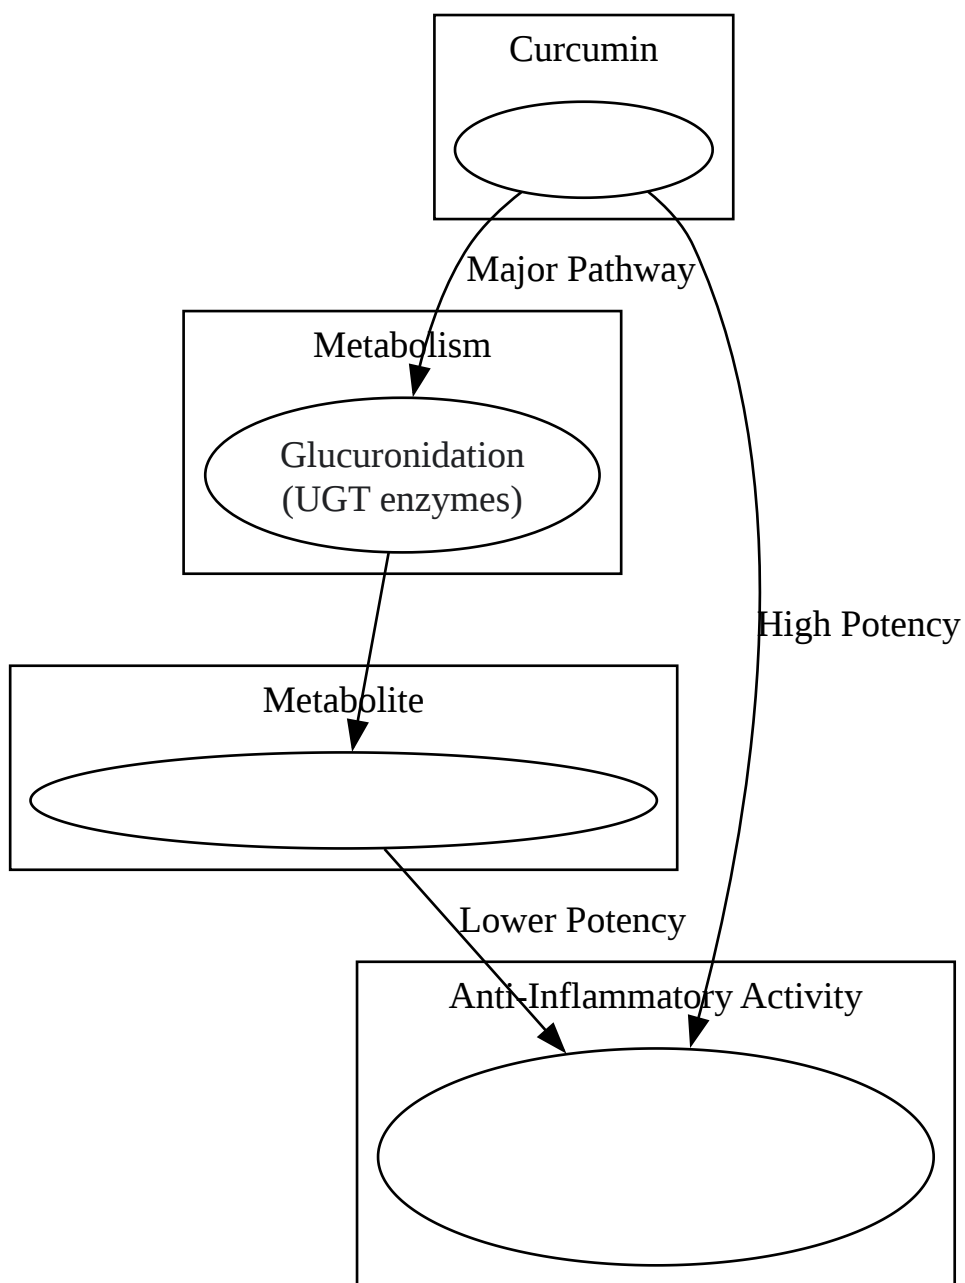 Curcumin
Major Pathway
Metabolism
Glucuronidation
(UGT enzymes)
High Potency
Metabolite
Lower Potency
Anti-Inflammatory Activity